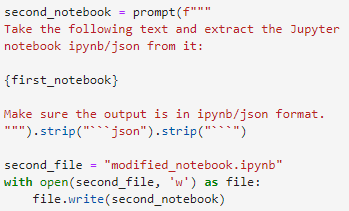 second_notebook = prompt(f"""
Take the following text and extract the Jupyter
notebook ipynb/json from it:
{first_notebook}
Make sure the output is in ipynb/json format.
""").strip("```json").strip("```")
second_file = "modified_notebook.ipynb"
with open(second_file, 'w') as file:
    file.write(second_notebook)